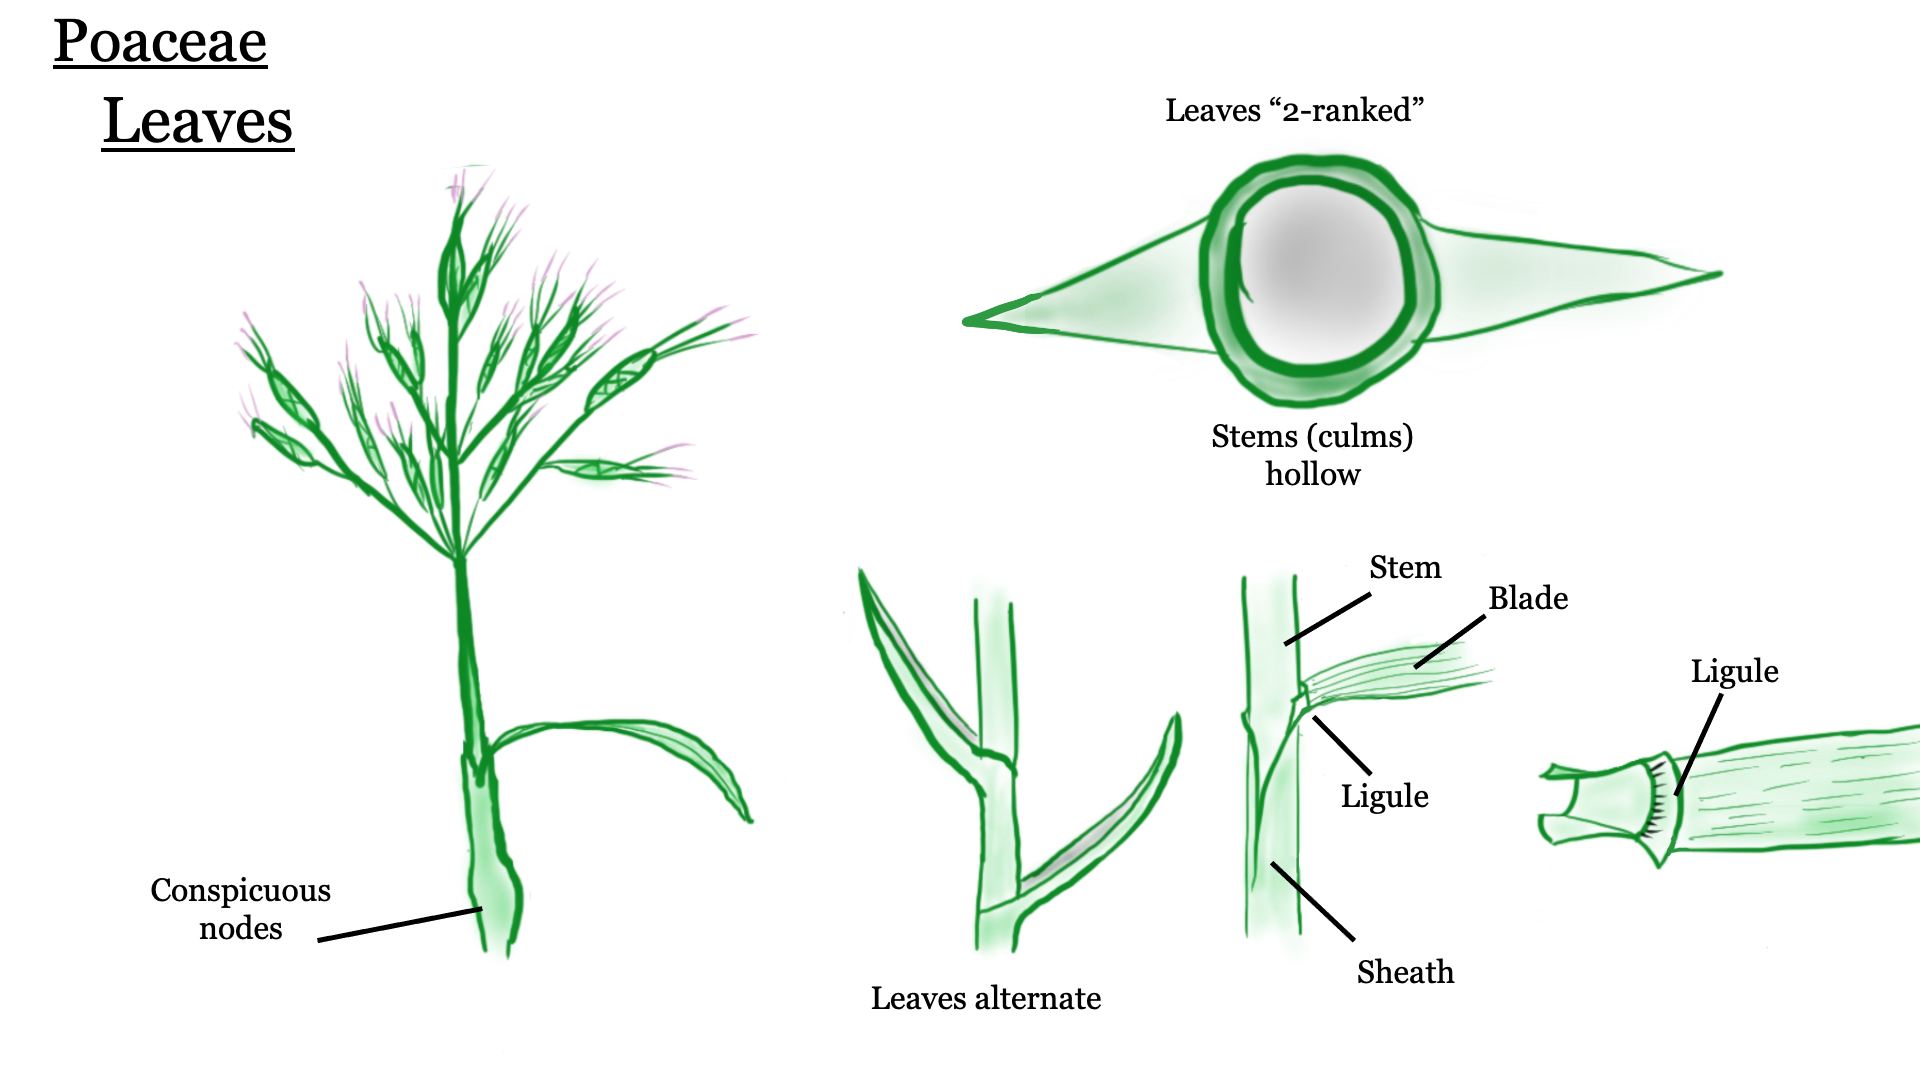 Poaceae
Leaves
Leaves “2-ranked”
Stems (culms)
hollow
Stem
Blade
Ligule
Ligule
Conspicuous
nodes
Sheath
Leaves alternate